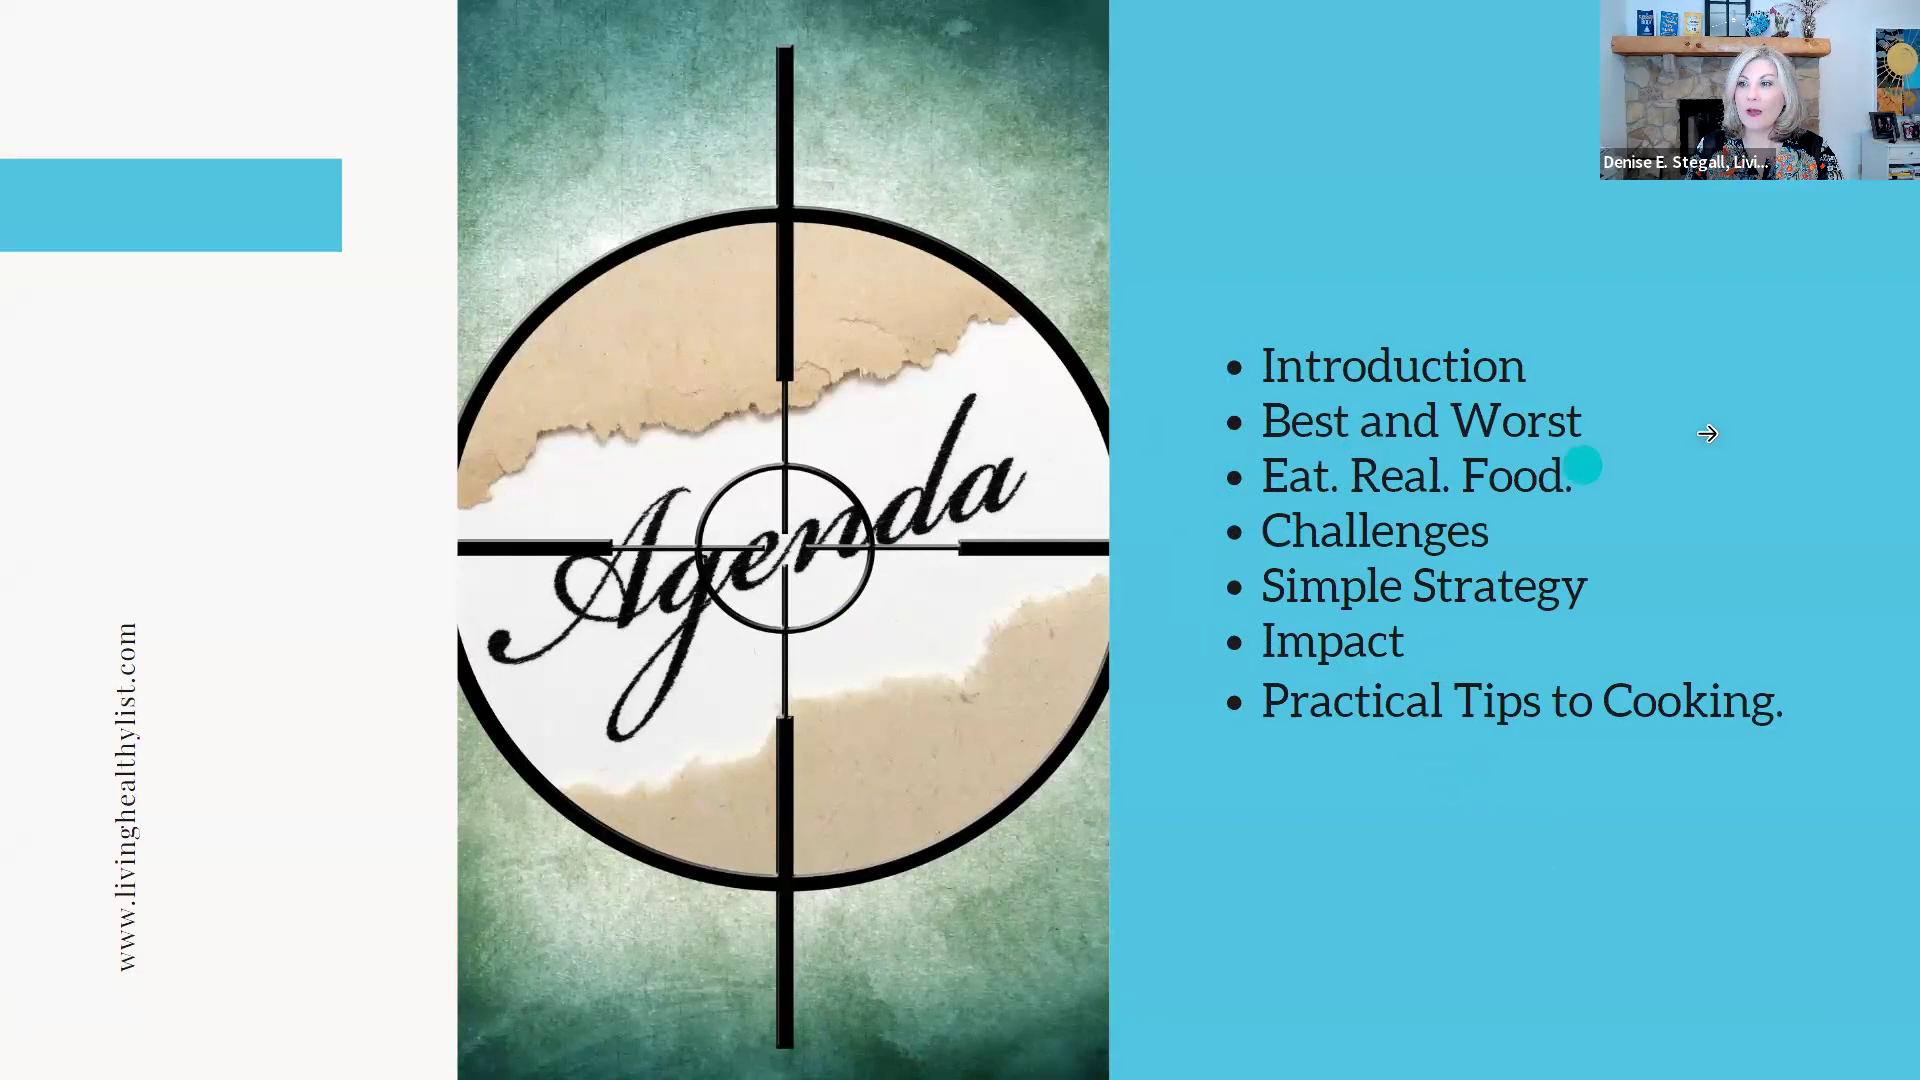 Denise E. Stegall, Livi...
Agenda
Introduction
Best and Worst
Eat. Real. Food.
Challenges
Simple Strategy
Impact
Practical Tips to Cooking.
www.livinghealthylist.com